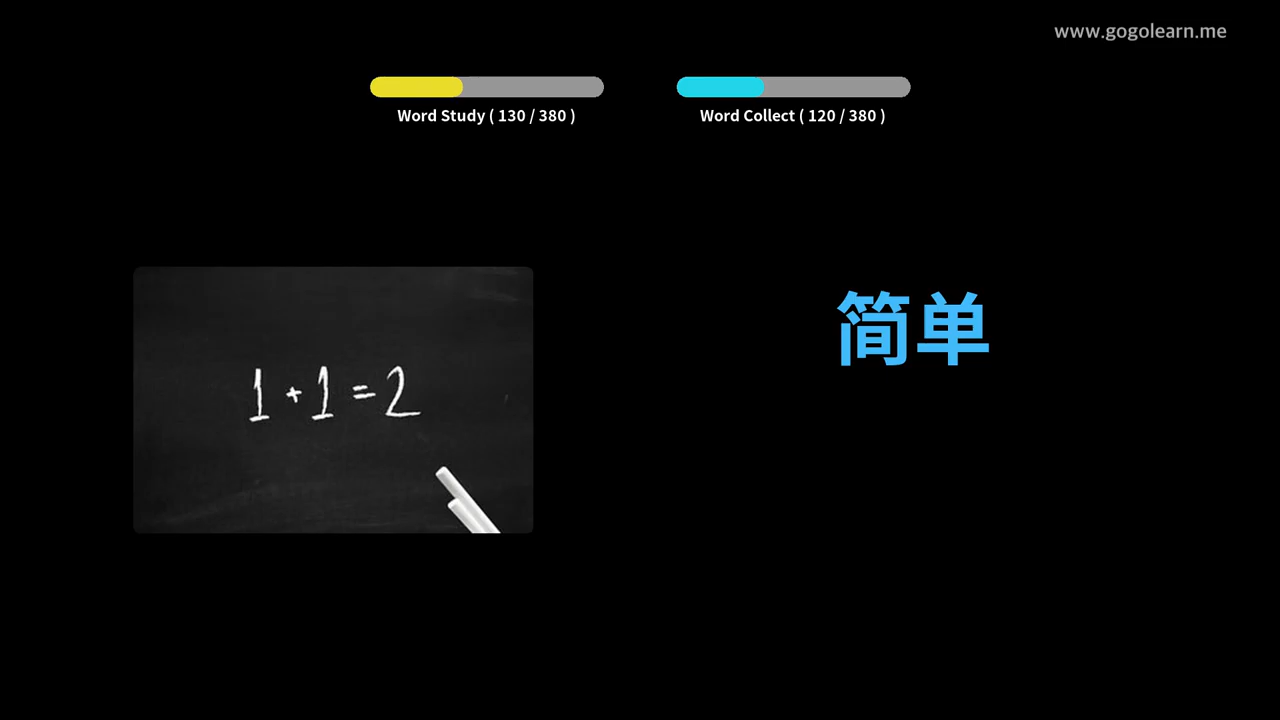 www.gogolearn.me
Word Study ( 130 / 380 )
Word Collect ( 120 / 380 )
1 + 1 = 2
简单